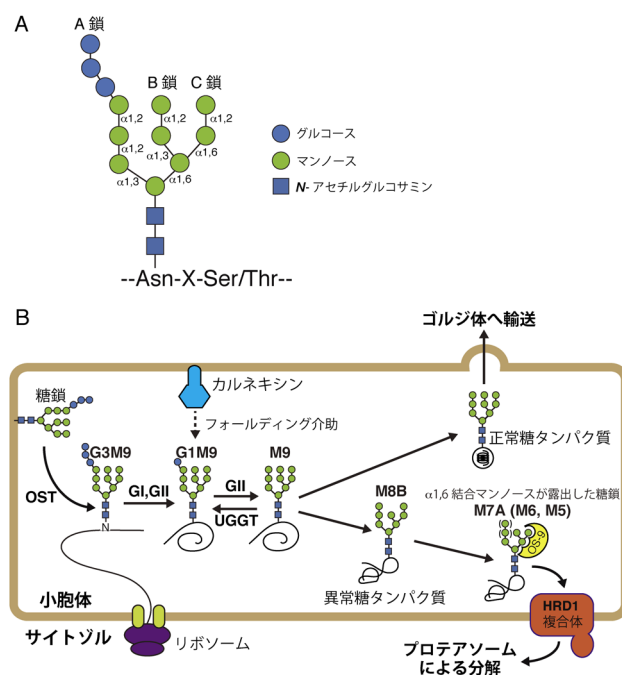 A
A 鎖
B 鎖
C 鎖
α1,2
α1,2
α1,2
α1,2
α1,3
α1,6
α1,3
α1,6
グルコース
マンノース
N- アセチルグルコサミン
--Asn-X-Ser/Thr--
B
ゴルジ体へ輸送
カルネキシン
糖鎖
フォールディング介助
正常糖タンパク質
G3M9
G1M9
M9
GI,GII
GII
UGGT
OST
N
M8B
α1,6 結合マンノースが露出した糖鎖
M7A (M6, M5)
OS-9
異常糖タンパク質
小胞体
HRD1
複合体
サイトゾル
リボソーム
プロテアソーム
による分解